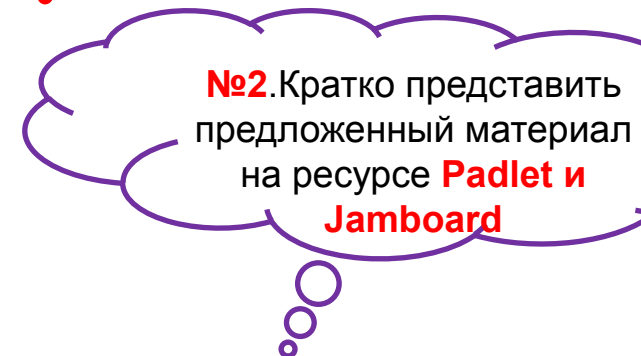 №2.Кратко представить
предложенный материал
на ресурсе Padlet и
Jamboard